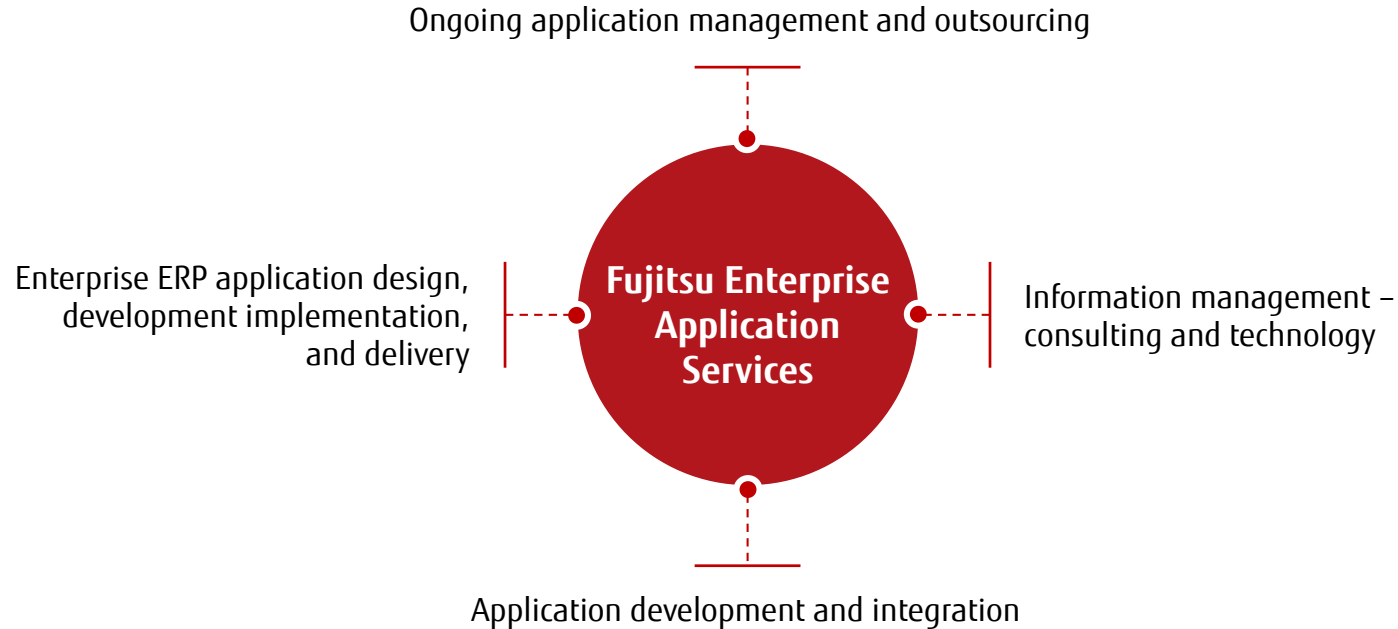 Ongoing application management and outsourcing
Enterprise ERP application design,
development implementation,
and delivery
Fujitsu Enterprise
Application
Services
Information management –
consulting and technology
Application development and integration